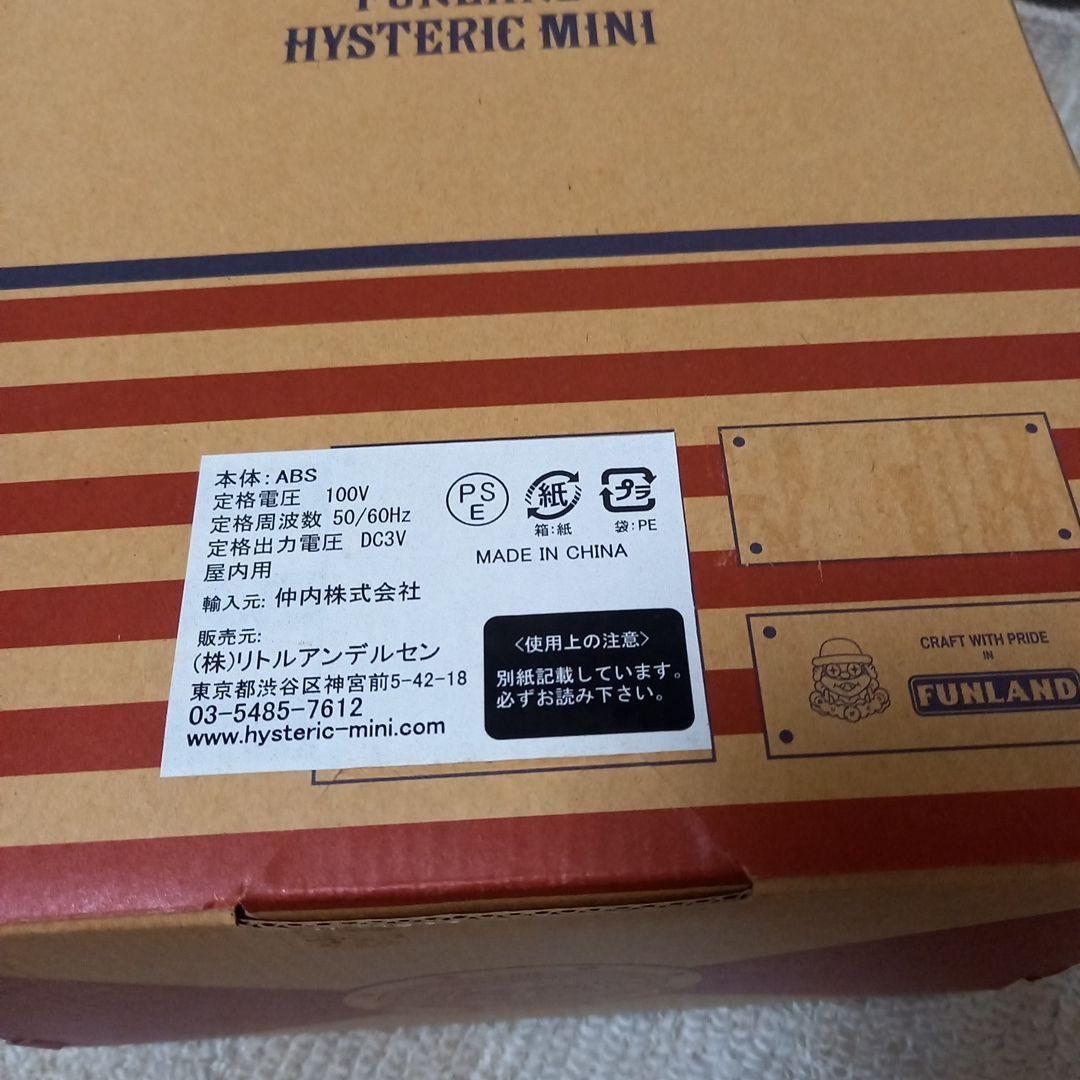 FUNLAND
HYSTERIC MINI
本体: ABS
定格電圧 100V
定格周波数 50/60Hz
定格出力電圧 DC3V
屋内用
輸入元: 仲内株式会社
販売元:
(株)リトルアンデルセン
東京都渋谷区神宮前5-42-18
03-5485-7612
www.hysteric-mini.com
PS
E
紙
箱:紙
プラ
袋:PE
MADE IN CHINA
<使用上の注意>
別紙記載しています。
必ずお読み下さい。
CRAFT WITH PRIDE
IN
FUNLAND